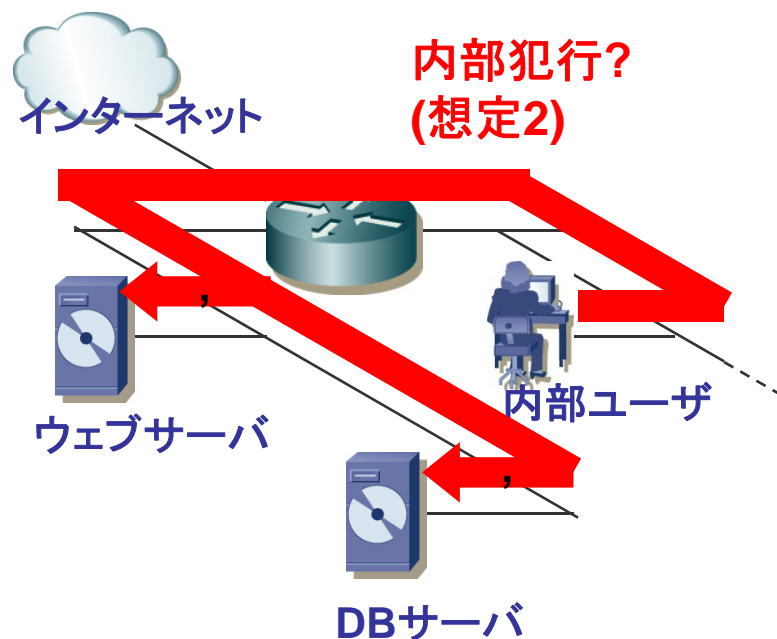 内部犯行?
(想定2)
インターネット
,
内部ユーザ
ウェブサーバ
,
DBサーバ